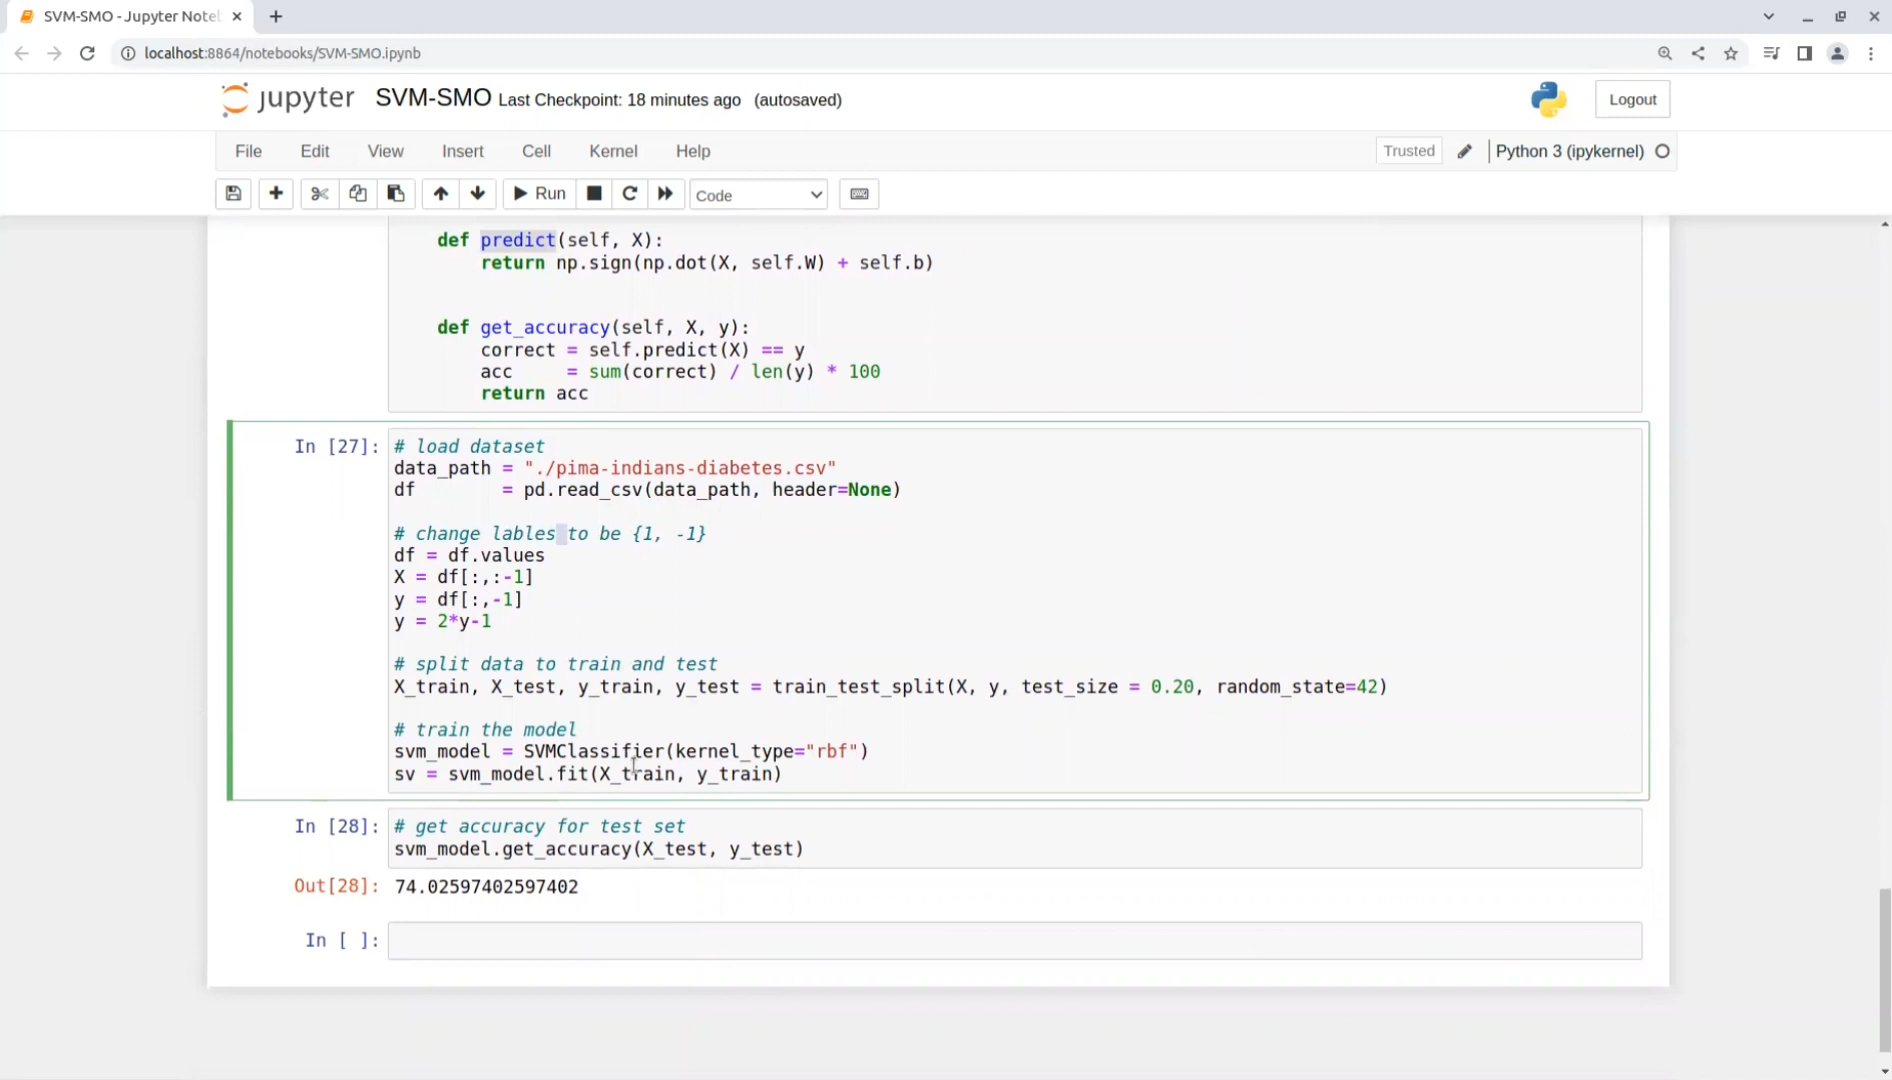 SVM-SMO - Jupyter Note
localhost:8864/notebooks/SVM-SMO.ipynb
jupyter SVM-SMO Last Checkpoint: 18 minutes ago (autosaved) Logout
File Edit View Insert Cell Kernel Help Trusted Python 3 (ipykernel)
Run Code
def predict(self, X):
return np.sign(np.dot(X, self.W) + self.b)
def get_accuracy(self, X, y):
correct = self.predict(X) == y
acc = sum(correct) / len(y) * 100
return acc
In [27]: # load dataset
data_path = "./pima-indians-diabetes.csv"
df = pd.read_csv(data_path, header=None)
# change lables to be {1, -1}
df = df.values
X = df[:,:-1]
y = df[:,-1]
y = 2*y-1
# split data to train and test
X_train, X_test, y_train, y_test = train_test_split(X, y, test_size = 0.20, random_state=42)
# train the model
svm_model = SVMClassifier(kernel_type="rbf")
sv = svm_model.fit(X_train, y_train)
In [28]: # get accuracy for test set
svm_model.get_accuracy(X_test, y_test)
Out[28]: 74.02597402597402
In [ ]: